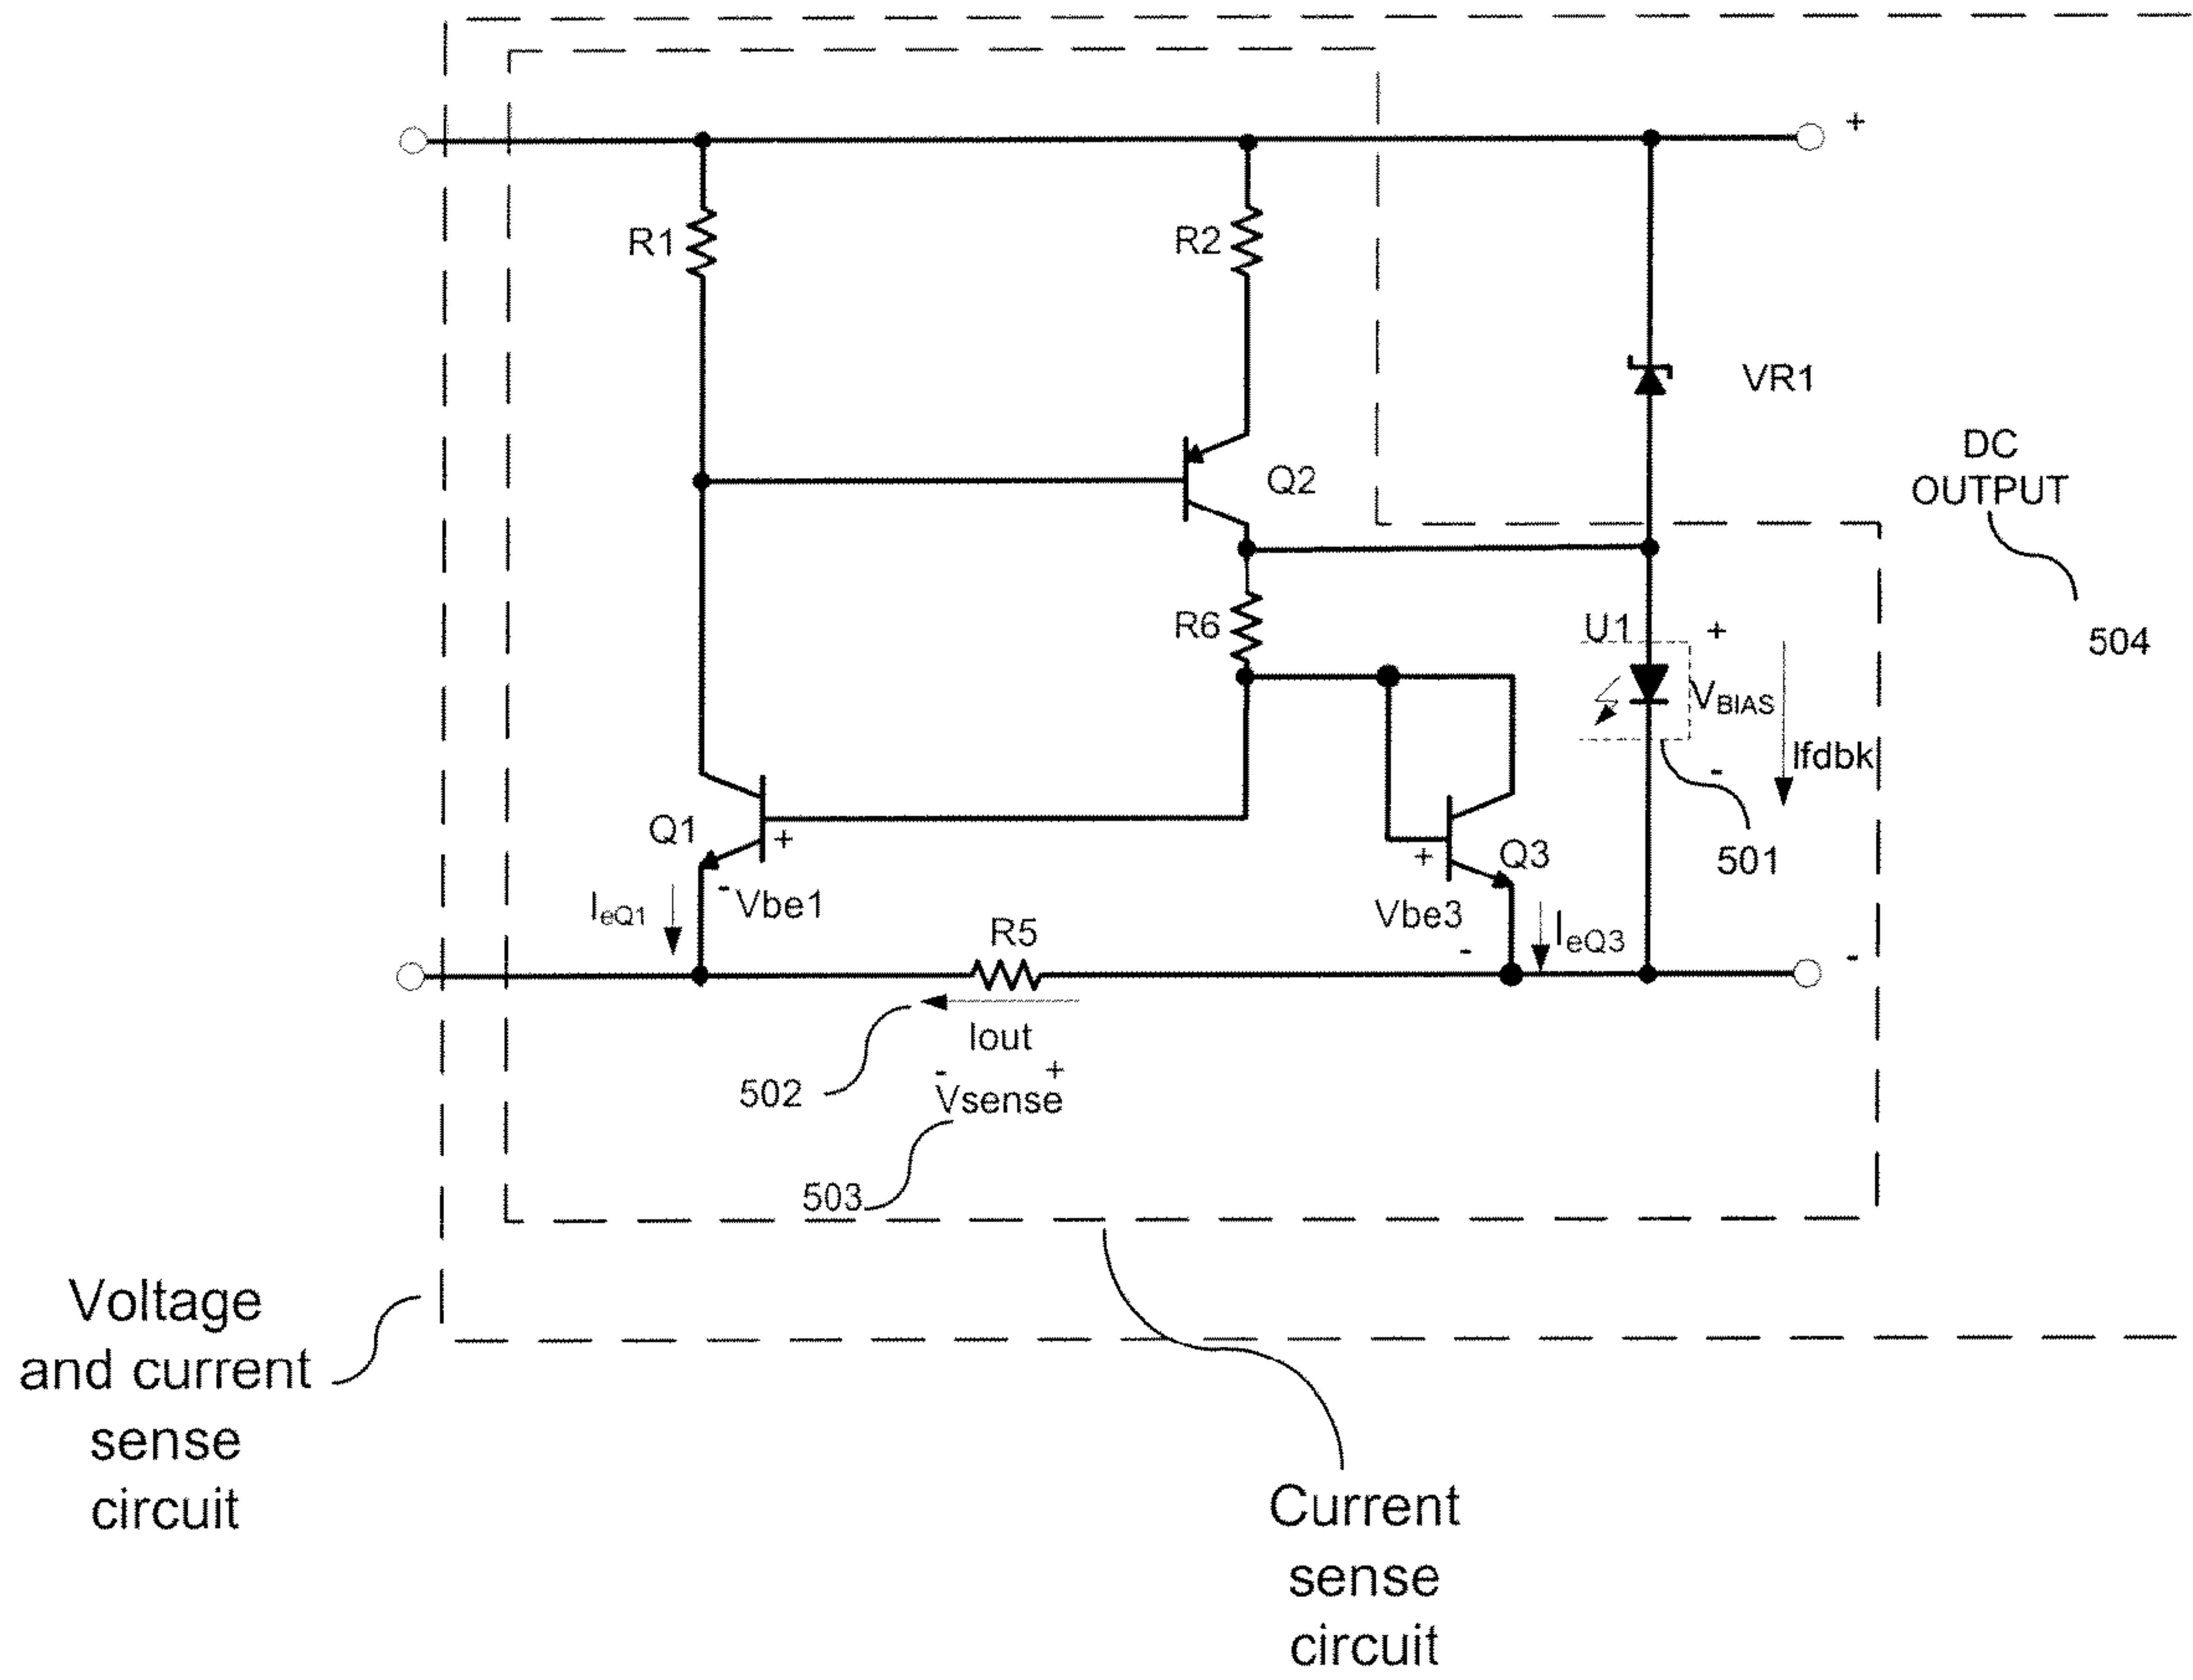 +
R1
R2
VR1
DC
OUTPUT
Q2
U1
+
504
R6
VBIAS
Ifdbk
-
Q1
+
Q3
+
501
-
Vbe1
IeQ1
Vbe3
-
IeQ3
R5
-
Iout
502
- +
Vsense
503
Voltage
and current
sense
circuit
Current
sense
circuit